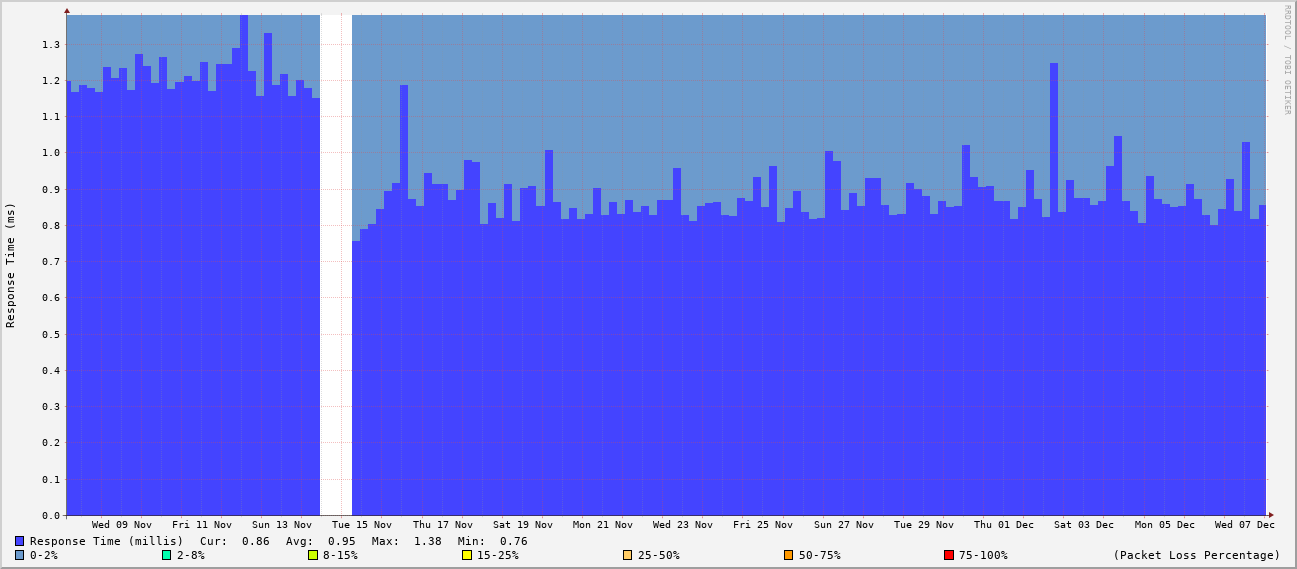 RRDTOOL / TOBI OETIKER
Response Time (ms)
1.3
1.2
1.1
1.0
0.9
0.8
0.7
0.6
0.5
0.4
0.3
0.2
0.1
0.0
Wed 09 Nov Fri 11 Nov Sun 13 Nov Tue 15 Nov Thu 17 Nov Sat 19 Nov Mon 21 Nov Wed 23 Nov Fri 25 Nov Sun 27 Nov Tue 29 Nov Thu 01 Dec Sat 03 Dec Mon 05 Dec Wed 07 Dec
Response Time (millis) Cur: 0.86 Avg: 0.95 Max: 1.38 Min: 0.76
0-2% 2-8% 8-15% 15-25% 25-50% 50-75% 75-100% (Packet Loss Percentage)